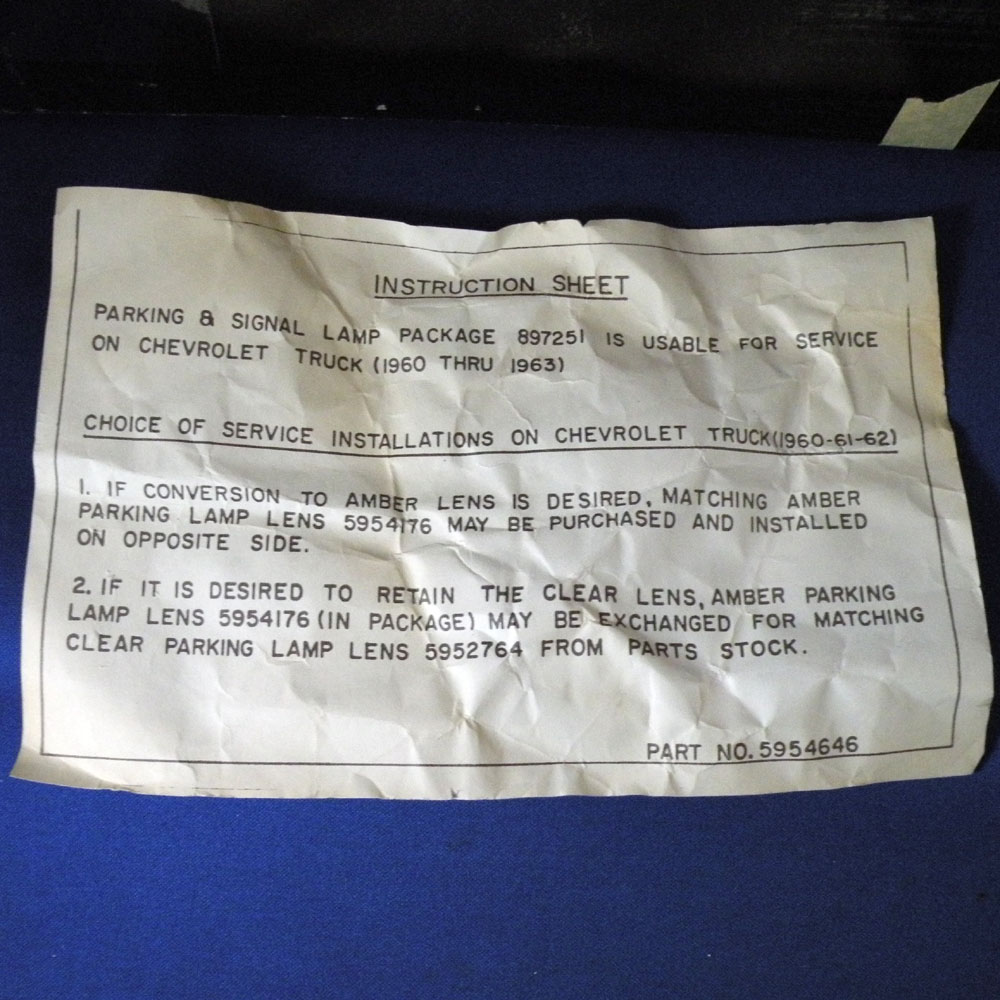 INSTRUCTION SHEET
PARKING & SIGNAL LAMP PACKAGE 897251 IS USABLE FOR SERVICE
ON CHEVROLET TRUCK (1960 THRU 1963)
CHOICE OF SERVICE INSTALLATIONS ON CHEVROLET TRUCK (1960-61-62)
1. IF CONVERSION TO AMBER LENS IS DESIRED, MATCHING AMBER
PARKING LAMP LENS 5954176 MAY BE PURCHASED AND INSTALLED
ON OPPOSITE SIDE.
2. IF IT IS DESIRED TO RETAIN THE CLEAR LENS, AMBER PARKING
LAMP LENS 5954176 (IN PACKAGE) MAY BE EXCHANGED FOR MATCHING
CLEAR PARKING LAMP LENS 5952764 FROM PARTS STOCK.
PART NO. 5954646